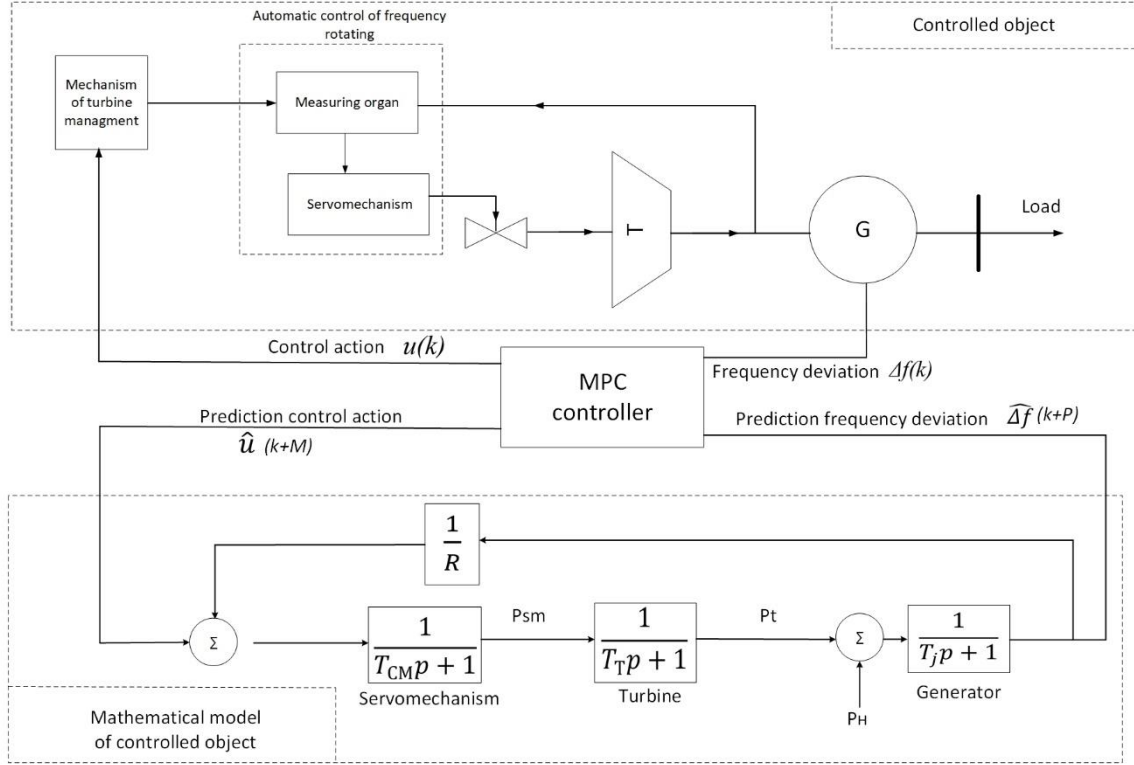 Automatic control of frequency
rotating
Controlled object
Mechanism
of turbine
managment
Measuring organ
Servomechanism
T
G
Load
Control action u(k)
MPC
controller
Frequency deviation Δf(k)
Prediction control action
û (k+M)
Prediction frequency deviation \widehat{Δf} (k+P)
1
R
Σ
1
T_CM p + 1
Servomechanism
Psm
1
T_T p + 1
Turbine
Pt
Σ
PH
1
T_j p + 1
Generator
Mathematical model
of controlled object